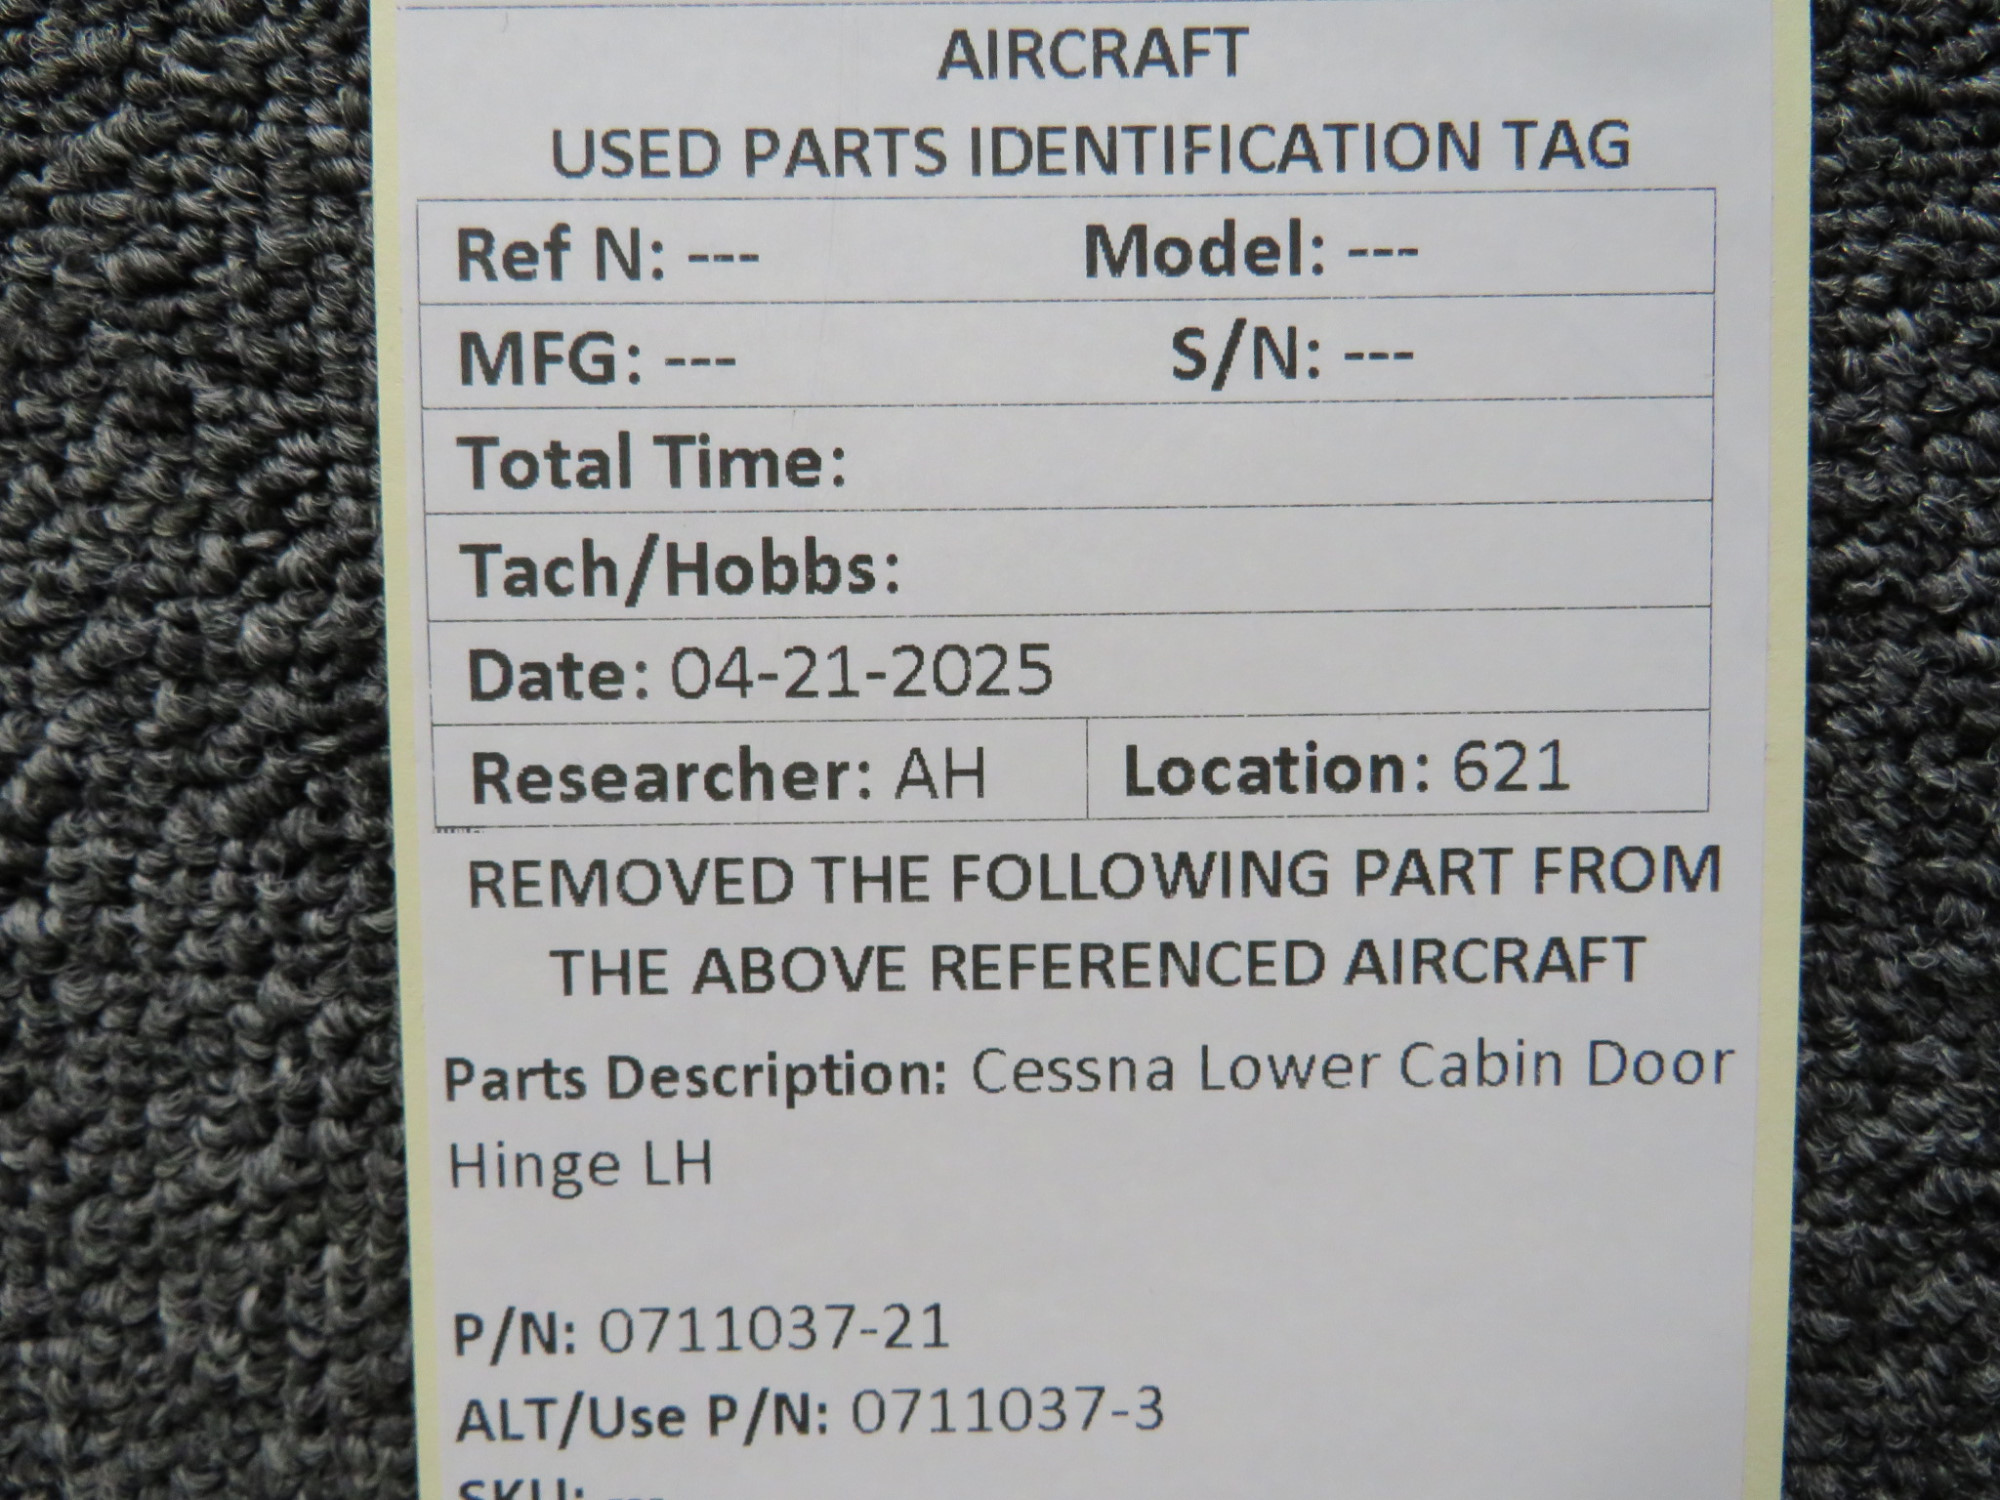 AIRCRAFT
USED PARTS IDENTIFICATION TAG
Ref N: --- Model: ---
MFG: --- S/N: ---
Total Time:
Tach/Hobbs:
Date: 04-21-2025
Researcher: AH Location: 621
REMOVED THE FOLLOWING PART FROM
THE ABOVE REFERENCED AIRCRAFT
Parts Description: Cessna Lower Cabin Door
Hinge LH
P/N: 0711037-21
ALT/Use P/N: 0711037-3
SKU: ---